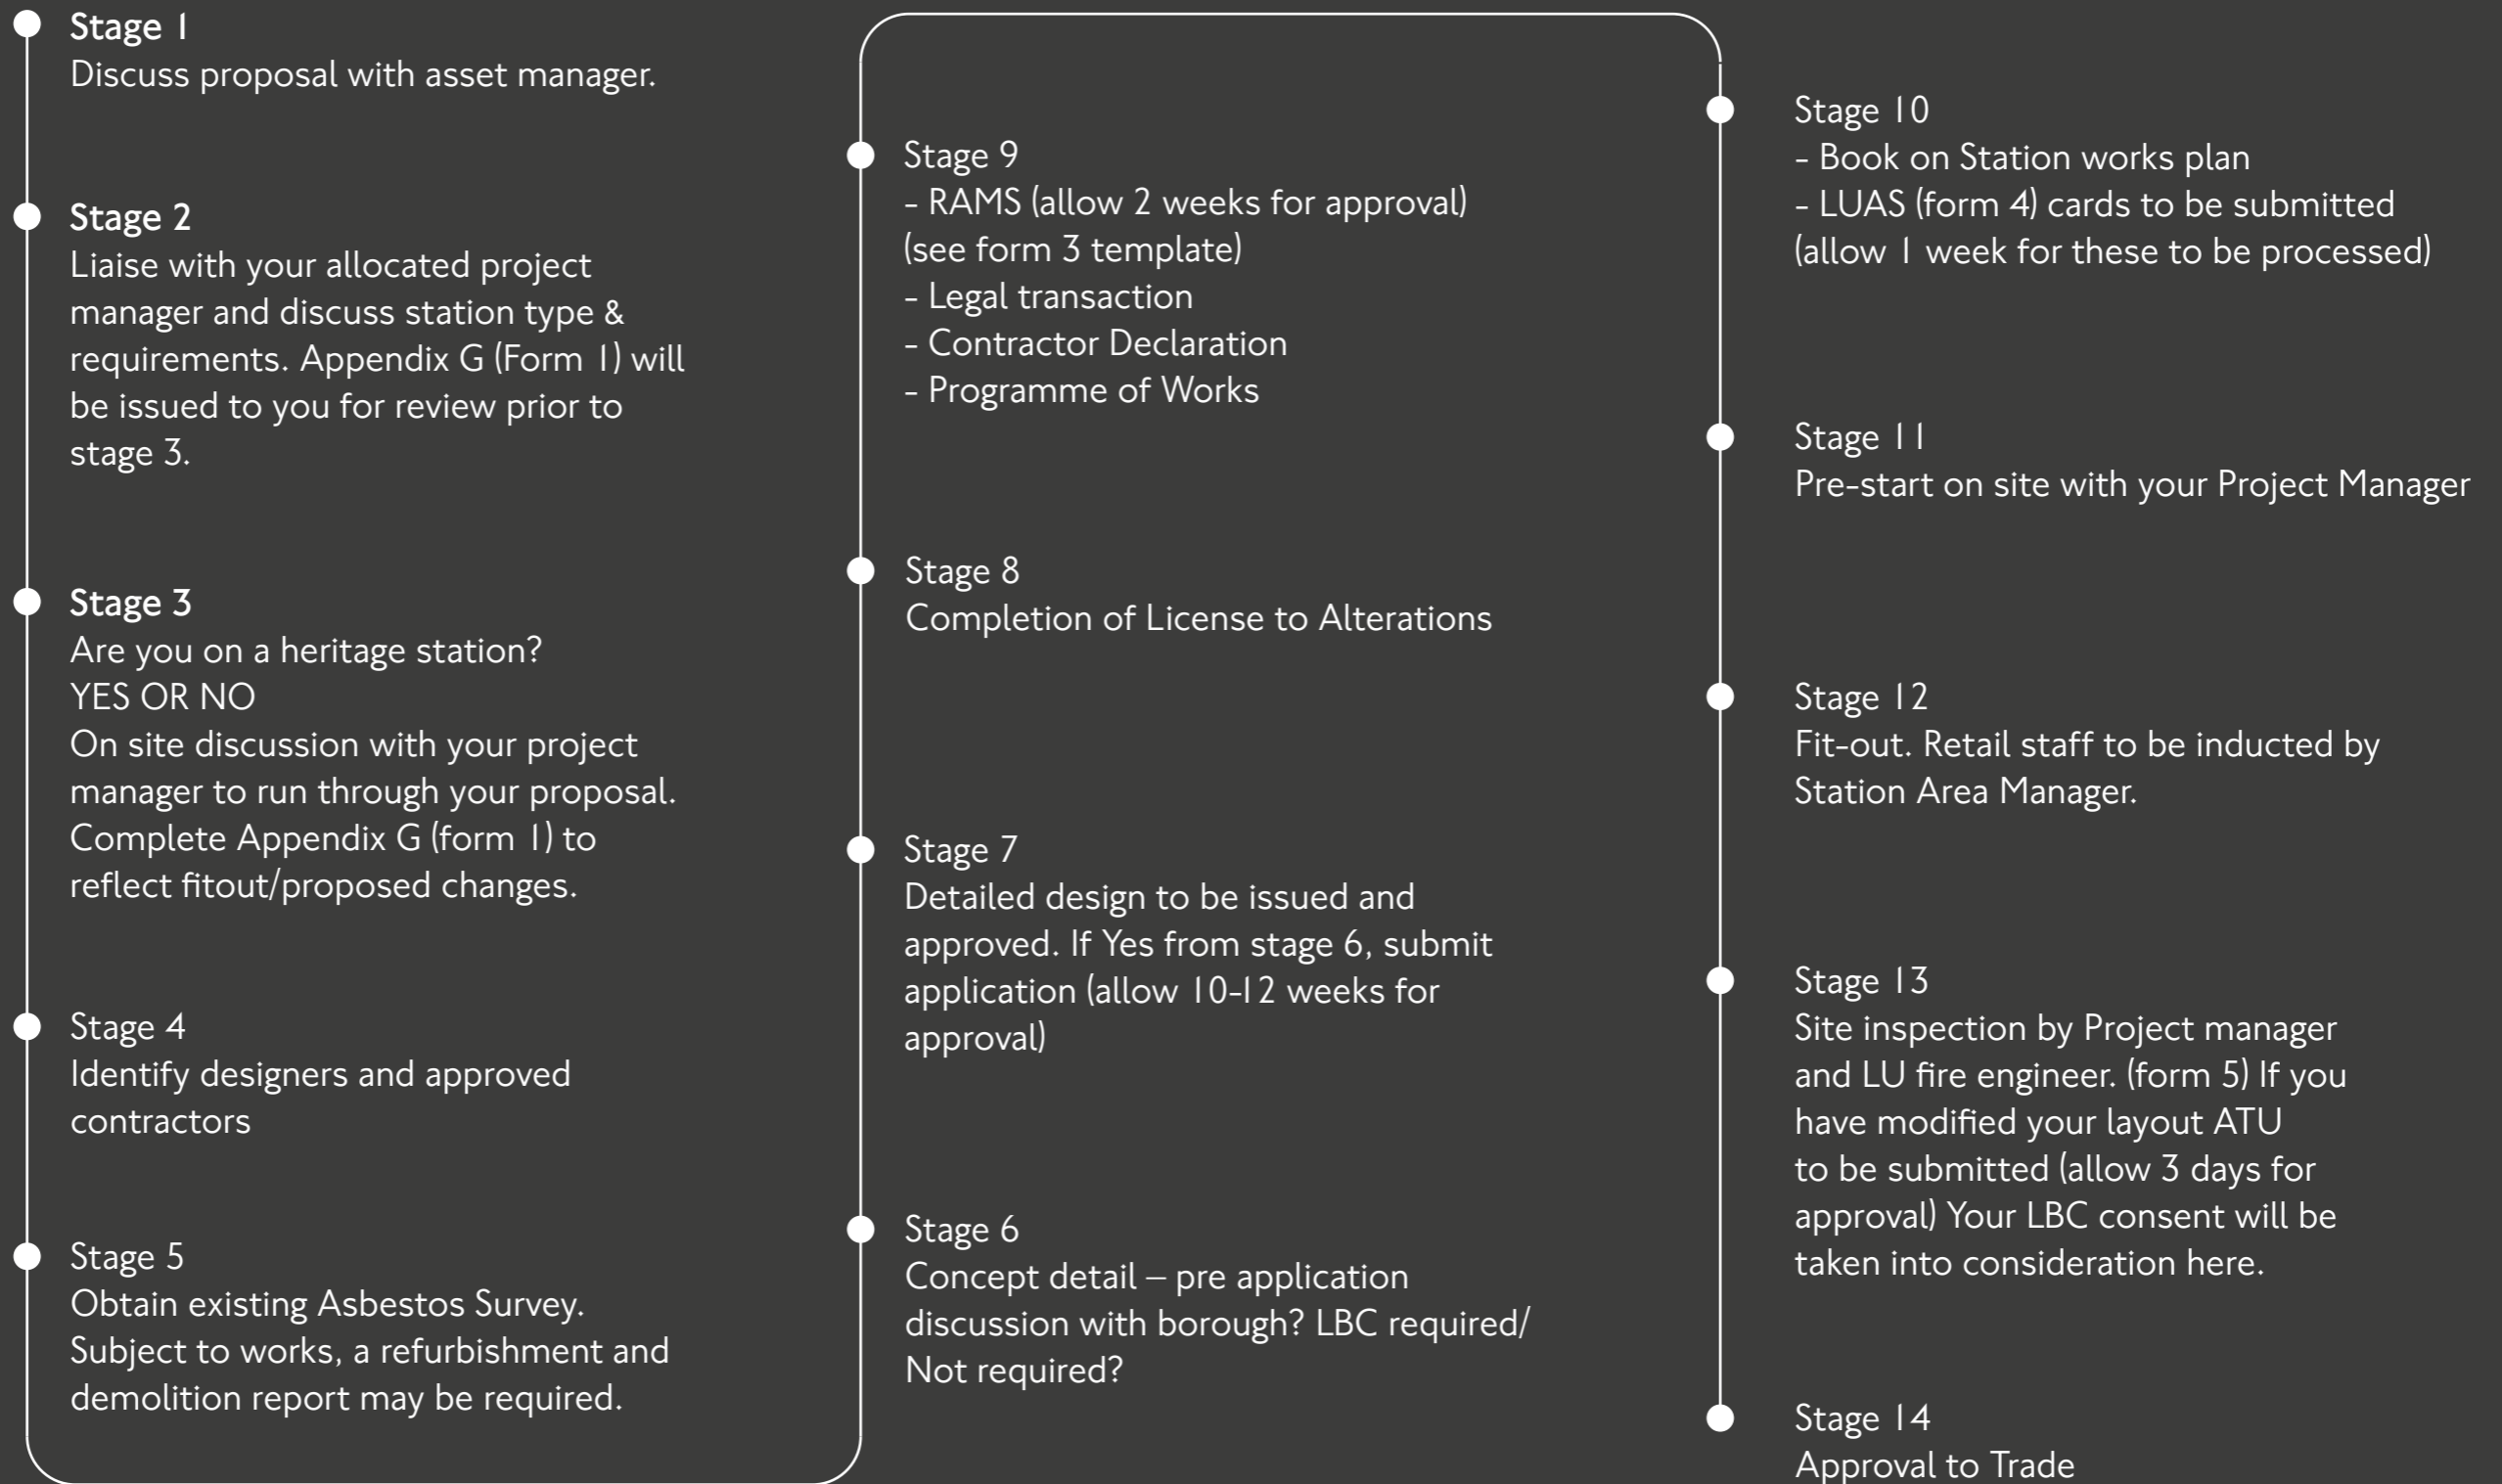 Stage 1
Discuss proposal with asset manager.
Stage 2
Liaise with your allocated project
manager and discuss station type &
requirements. Appendix G (Form 1) will
be issued to you for review prior to
stage 3.
Stage 3
Are you on a heritage station?
YES OR NO
On site discussion with your project
manager to run through your proposal.
Complete Appendix G (form 1) to
reflect fitout/proposed changes.
Stage 4
Identify designers and approved
contractors
Stage 5
Obtain existing Asbestos Survey.
Subject to works, a refurbishment and
demolition report may be required.
Stage 6
Concept detail – pre application
discussion with borough? LBC required/
Not required?
Stage 7
Detailed design to be issued and
approved. If Yes from stage 6, submit
application (allow 10-12 weeks for
approval)
Stage 8
Completion of License to Alterations
Stage 9
- RAMS (allow 2 weeks for approval)
(see form 3 template)
- Legal transaction
- Contractor Declaration
- Programme of Works
Stage 10
- Book on Station works plan
- LUAS (form 4) cards to be submitted
(allow 1 week for these to be processed)
Stage 11
Pre-start on site with your Project Manager
Stage 12
Fit-out. Retail staff to be inducted by
Station Area Manager.
Stage 13
Site inspection by Project manager
and LU fire engineer. (form 5) If you
have modified your layout ATU
to be submitted (allow 3 days for
approval) Your LBC consent will be
taken into consideration here.
Stage 14
Approval to Trade